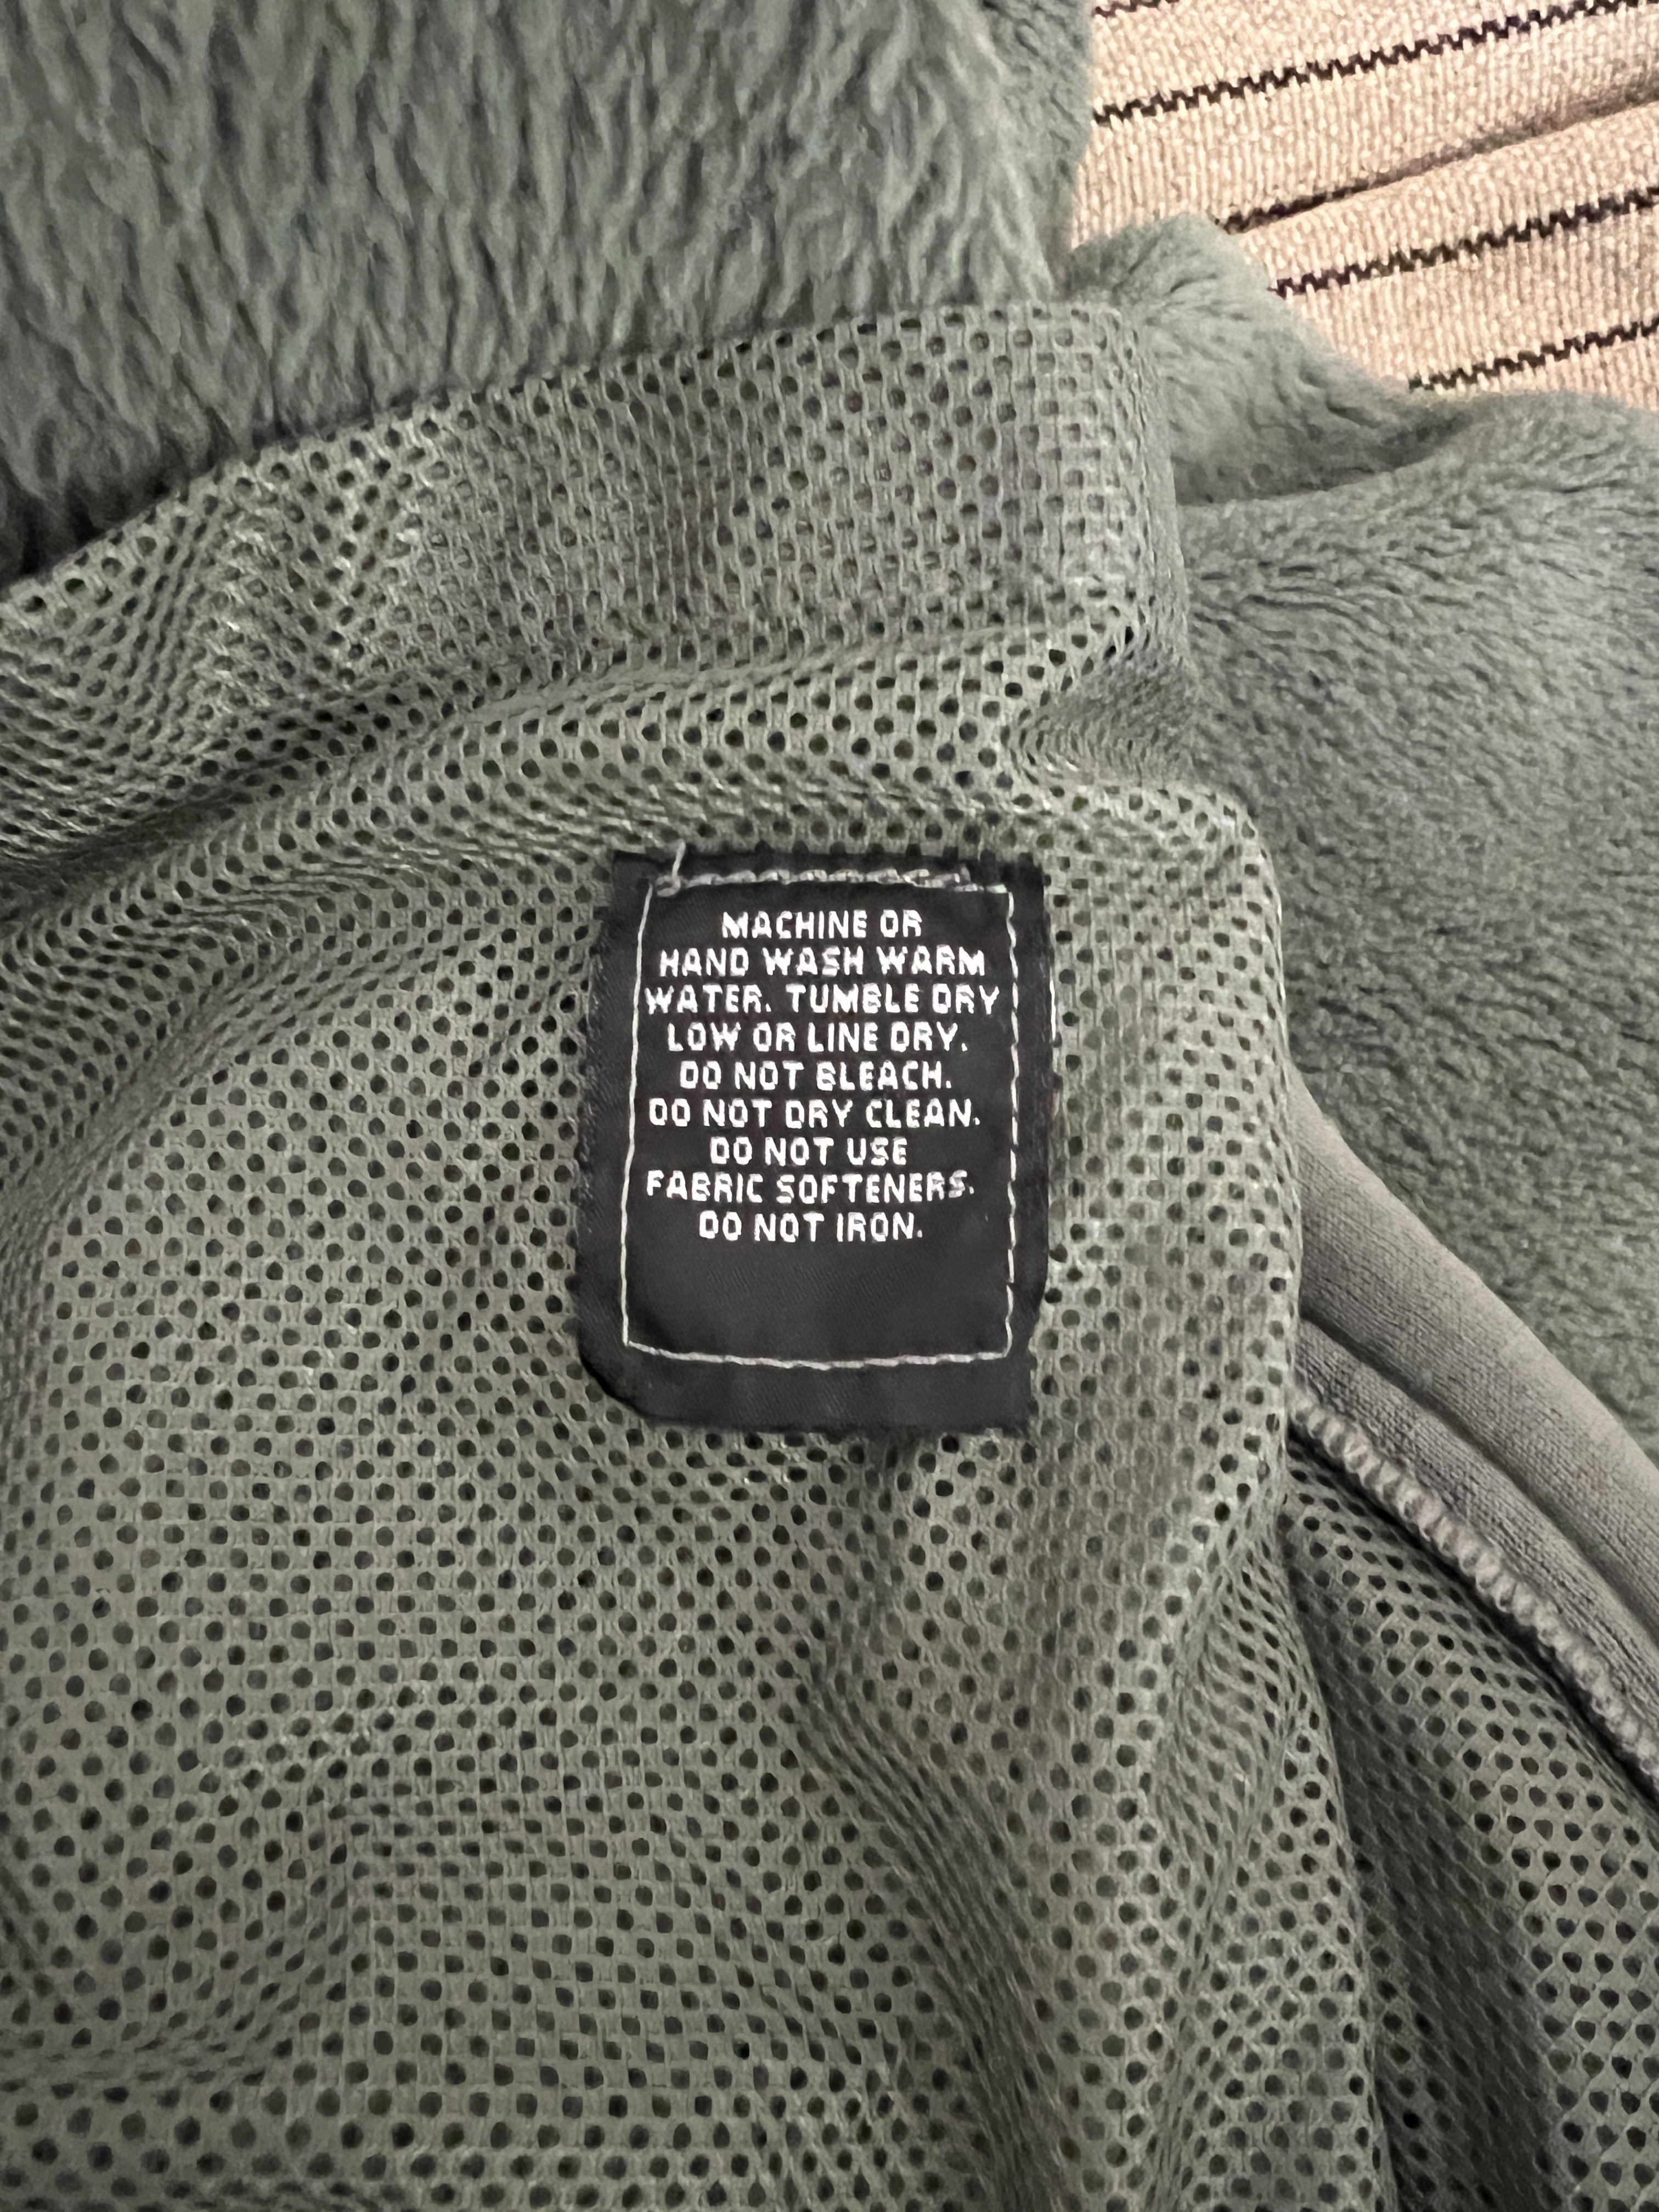 MACHINE OR
HAND WASH WARM
WATER. TUMBLE DRY
LOW OR LINE DRY.
DO NOT BLEACH.
DO NOT DRY CLEAN.
DO NOT USE
FABRIC SOFTENERS.
DO NOT IRON.